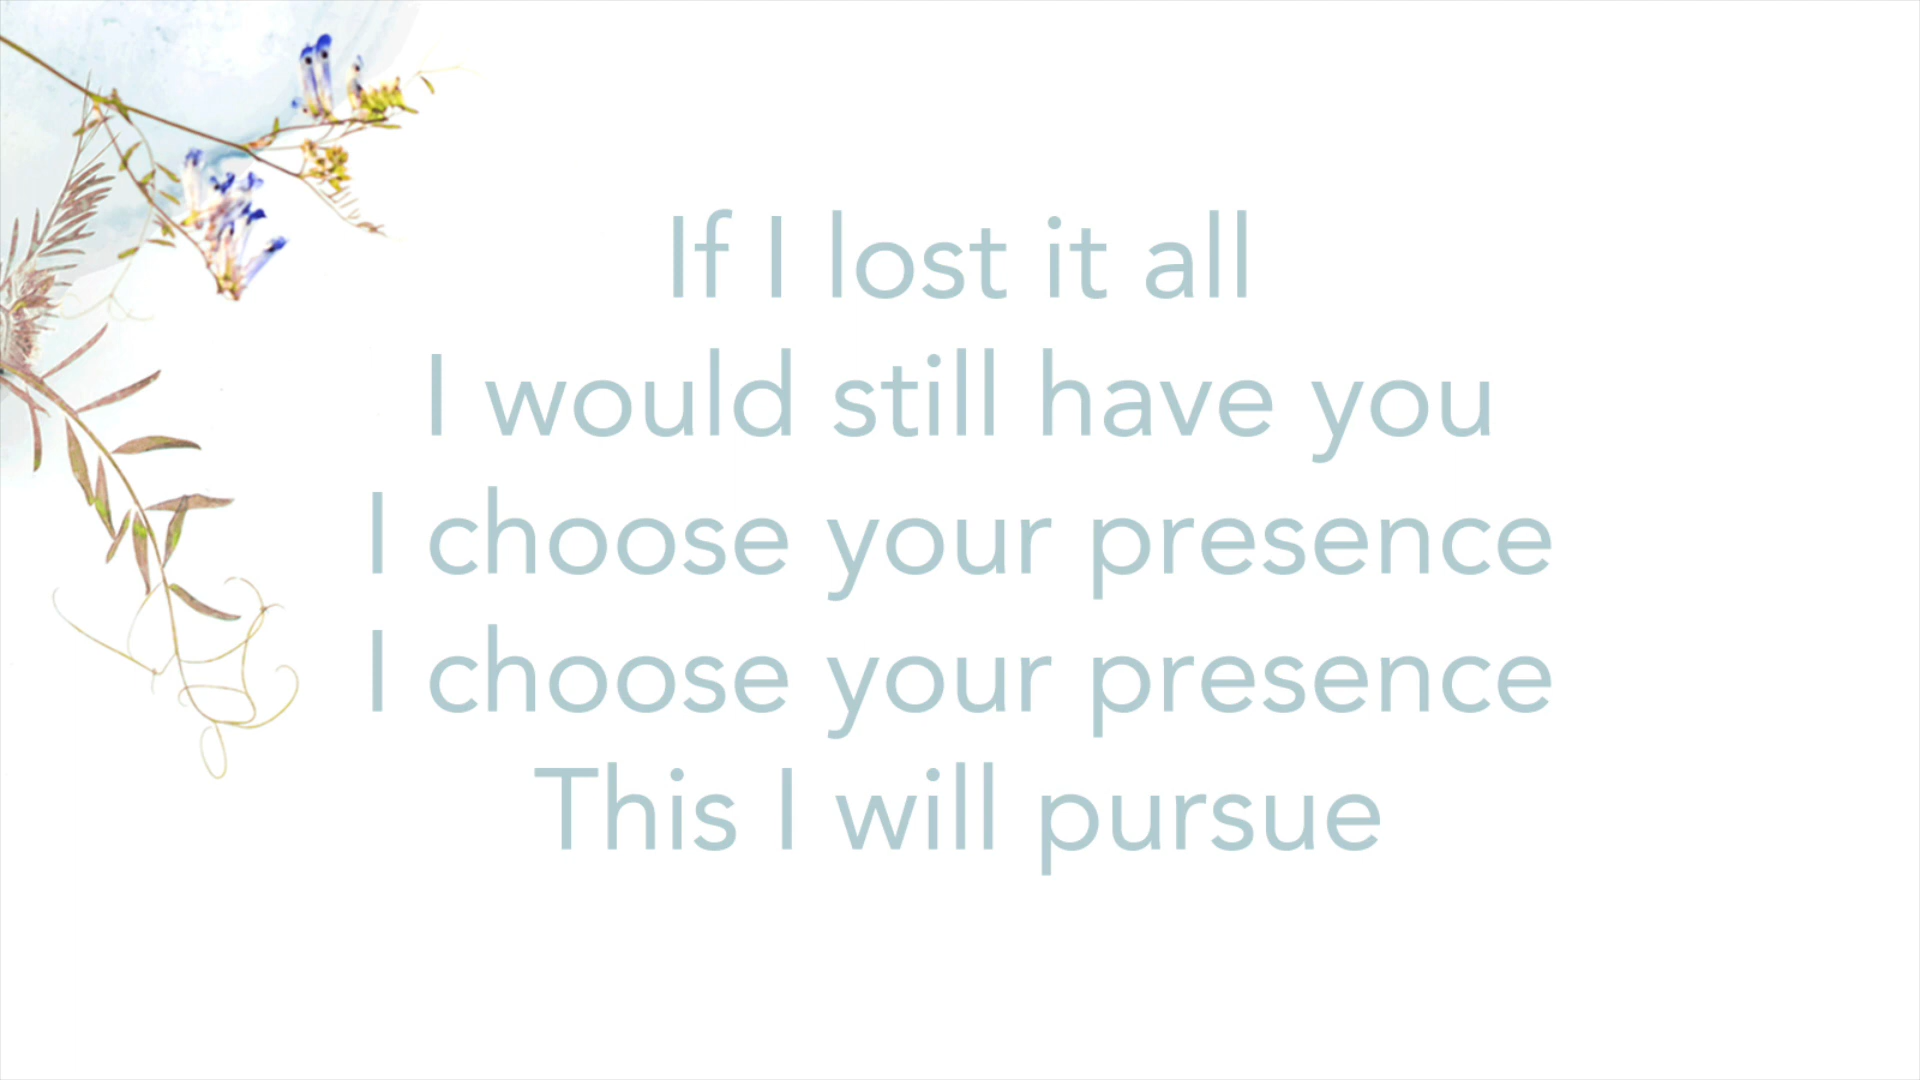 If I lost it all
I would still have you
I choose your presence
I choose your presence
This I will pursue